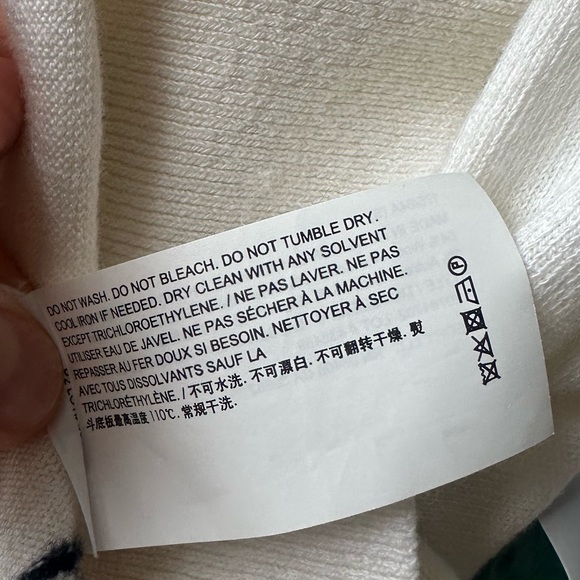 DO NOT WASH. DO NOT BLEACH. DO NOT TUMBLE DRY.
COOL IRON IF NEEDED. DRY CLEAN WITH ANY SOLVENT
EXCEPT TRICHLOROETHYLENE. / NE PAS LAVER. NE PAS
UTILISER EAU DE JAVEL. NE PAS SÉCHER À LA MACHINE.
REPASSER AU FER DOUX SI BESOIN. NETTOYER À SEC
AVEC TOUS DISSOLVANTS SAUF LA
TRICHLORÉTHYLÈNE. / 不可水洗. 不可漂白. 不可翻转干燥. 熨
斗底板最高温度110℃. 常规干洗.
P